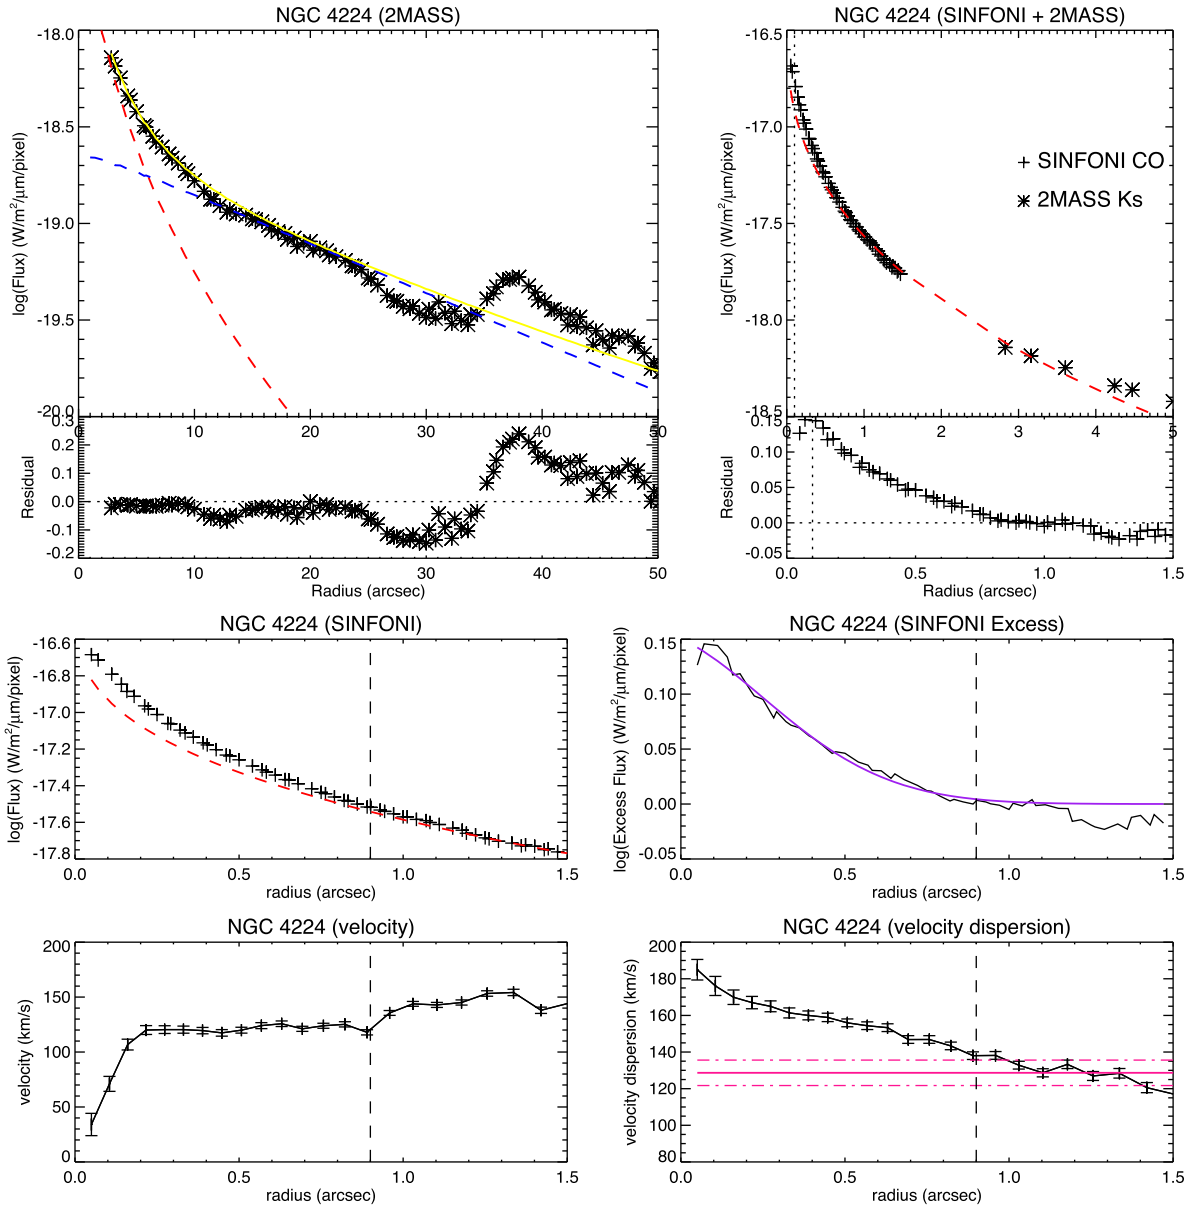 NGC 4224 (2MASS)
-18.0
-18.5
-19.0
-19.5
-20.0
log(Flux) (W/m²/μm/pixel)
0 10 20 30 40 50
0.3
0.2
0.1
0.0
-0.1
-0.2
Residual
0 10 20 30 40 50
Radius (arcsec)
NGC 4224 (SINFONI + 2MASS)
-16.5
-17.0
-17.5
-18.0
-18.5
log(Flux) (W/m²/μm/pixel)
SINFONI CO
2MASS Ks
0 1 2 3 4 5
0.15
0.10
0.05
0.00
-0.05
Residual
0.0 0.5 1.0 1.5
Radius (arcsec)
NGC 4224 (SINFONI)
-16.6
-16.8
-17.0
-17.2
-17.4
-17.6
-17.8
log(Flux) (W/m²/μm/pixel)
0.0 0.5 1.0 1.5
radius (arcsec)
NGC 4224 (SINFONI Excess)
0.15
0.10
0.05
0.00
-0.05
log(Excess Flux) (W/m²/μm/pixel)
0.0 0.5 1.0 1.5
radius (arcsec)
NGC 4224 (velocity)
200
150
100
50
0
velocity (km/s)
0.0 0.5 1.0 1.5
radius (arcsec)
NGC 4224 (velocity dispersion)
200
180
160
140
120
100
80
velocity dispersion (km/s)
0.0 0.5 1.0 1.5
radius (arcsec)